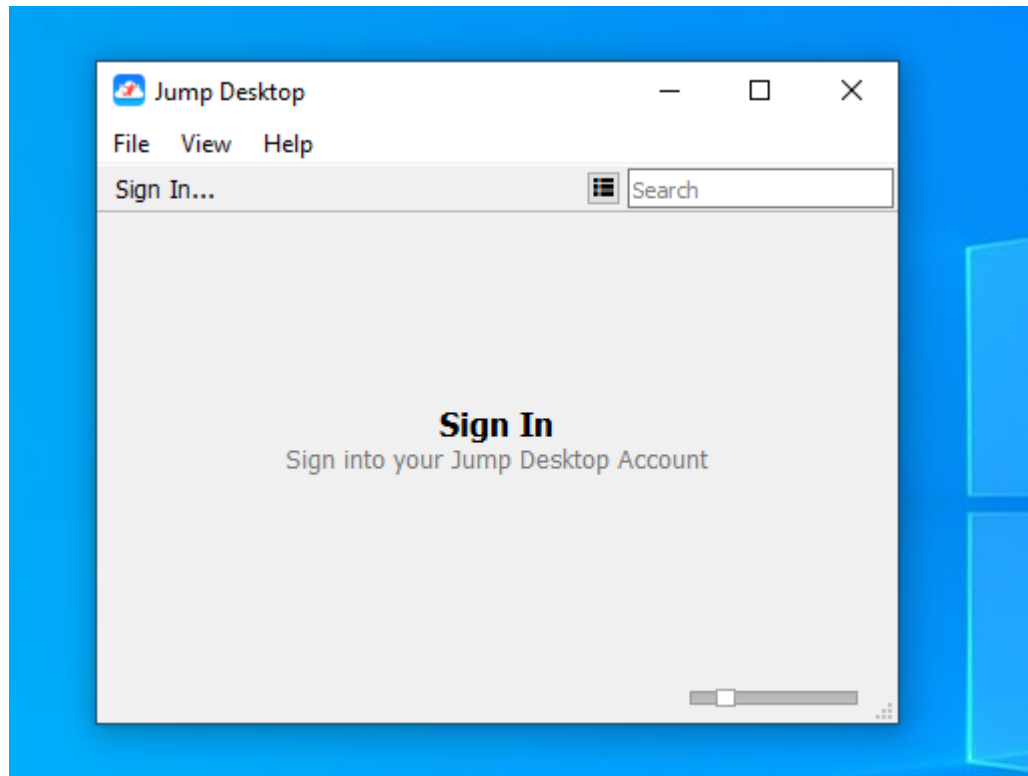 Jump Desktop
File View Help
Sign In... Search
Sign In
Sign into your Jump Desktop Account